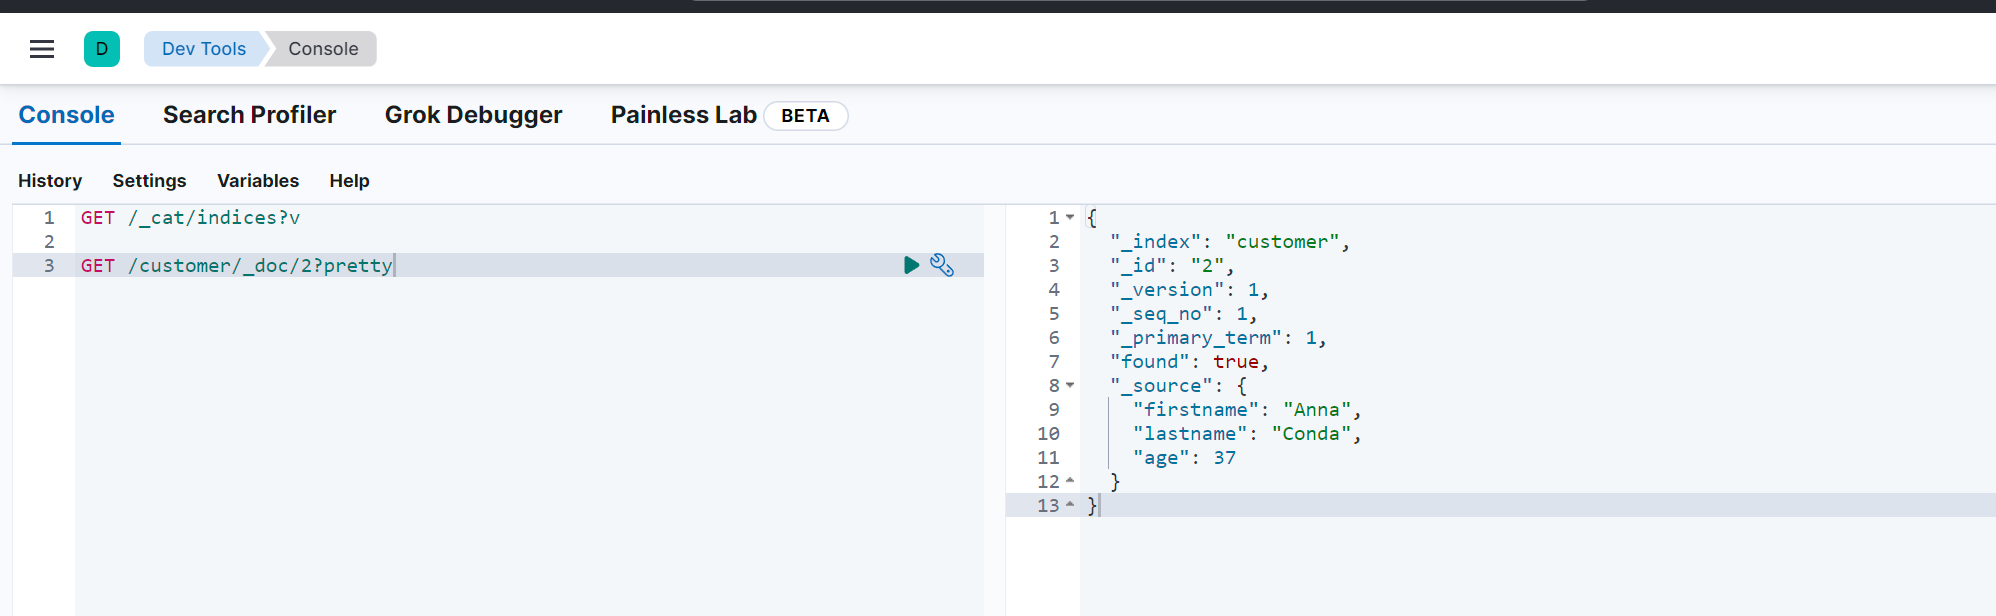 D Dev Tools Console
Console Search Profiler Grok Debugger Painless Lab BETA
History Settings Variables Help
1 GET /_cat/indices?v
2
3 GET /customer/_doc/2?pretty
1 {
2 "_index": "customer",
3 "_id": "2",
4 "_version": 1,
5 "_seq_no": 1,
6 "_primary_term": 1,
7 "found": true,
8 "_source": {
9 "firstname": "Anna",
10 "lastname": "Conda",
11 "age": 37
12 }
13 }